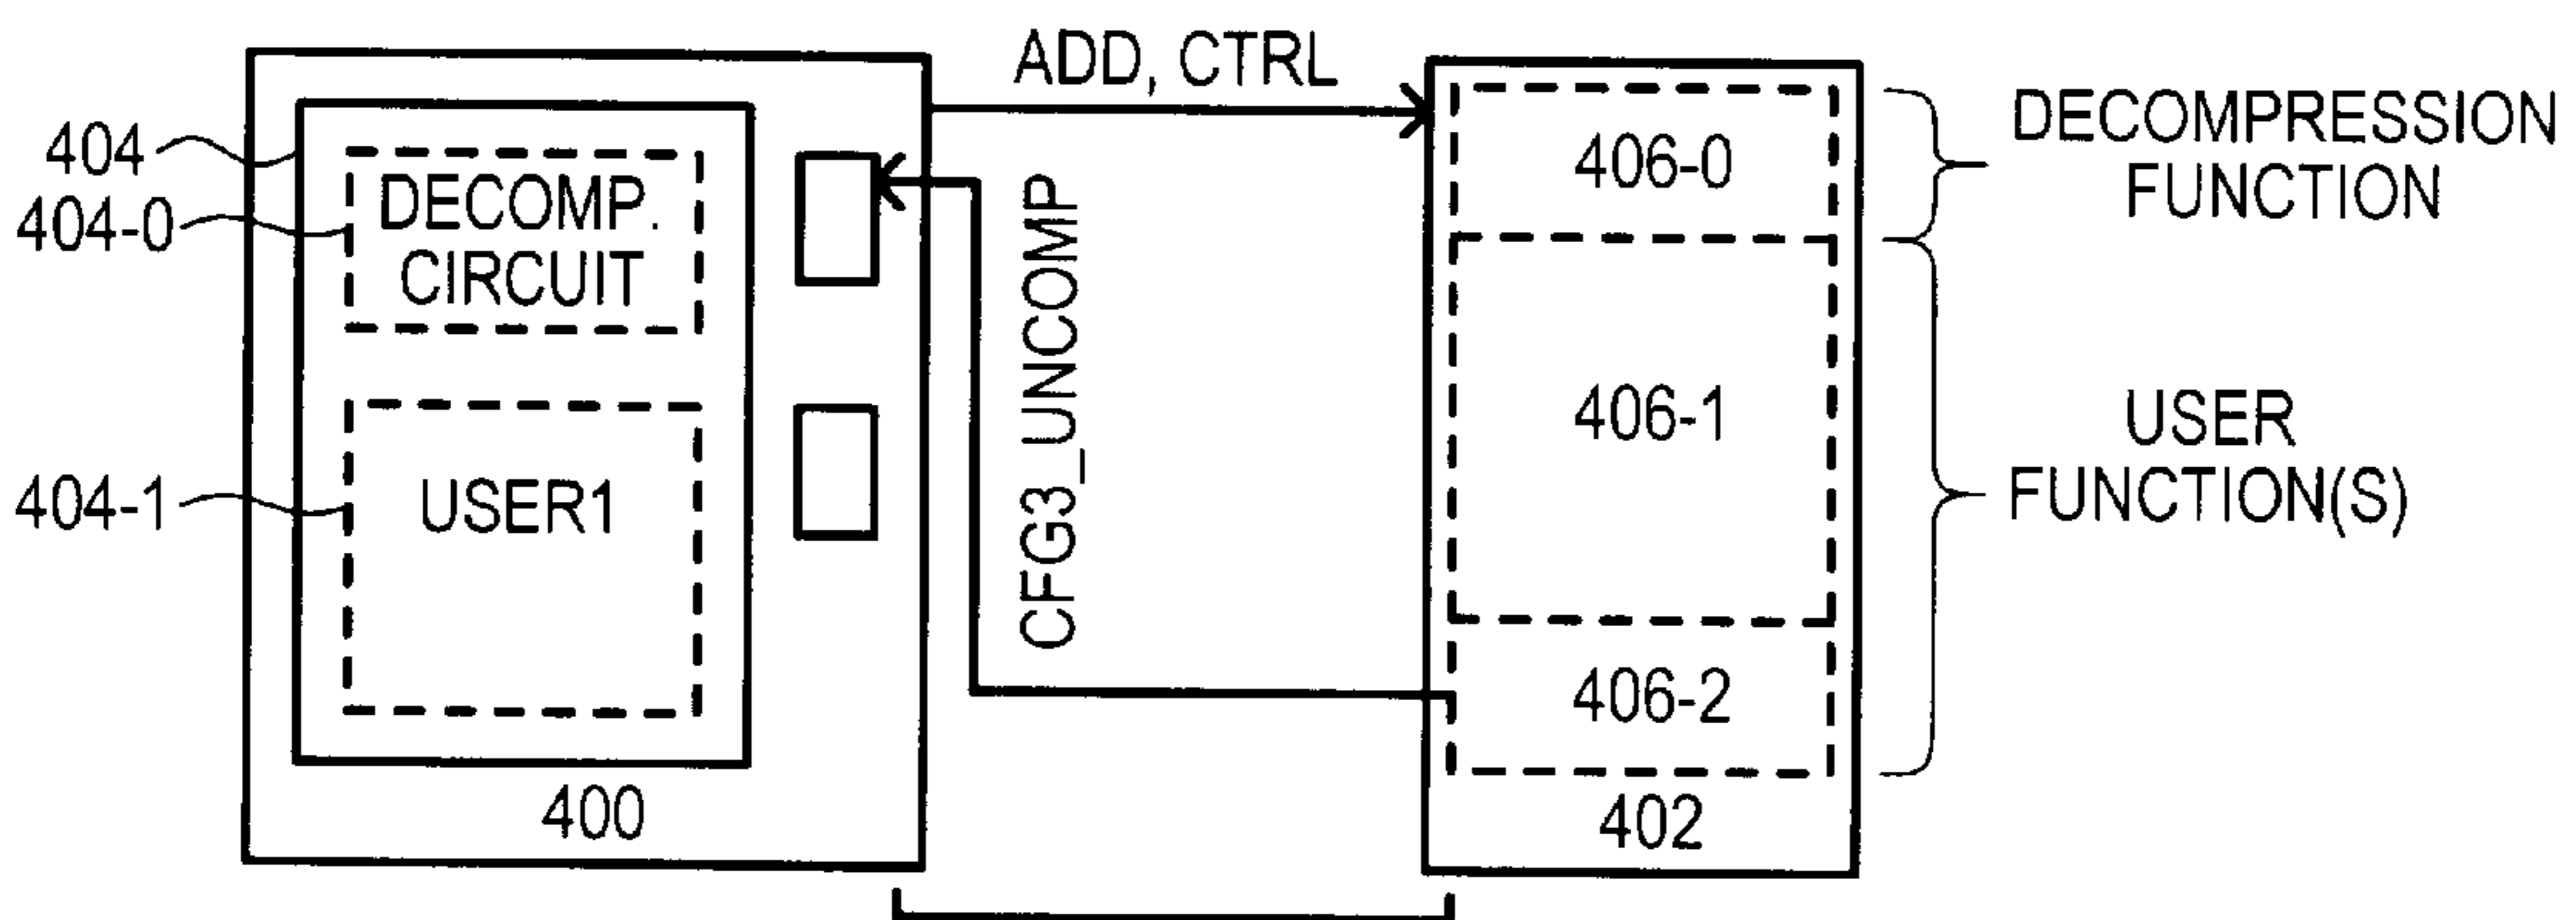 ADD, CTRL
404
404-0
DECOMP.
CIRCUIT
404-1
USER1
400
CFG3_UNCOMP
406-0
406-1
406-2
402
DECOMPRESSION
FUNCTION
USER
FUNCTION(S)